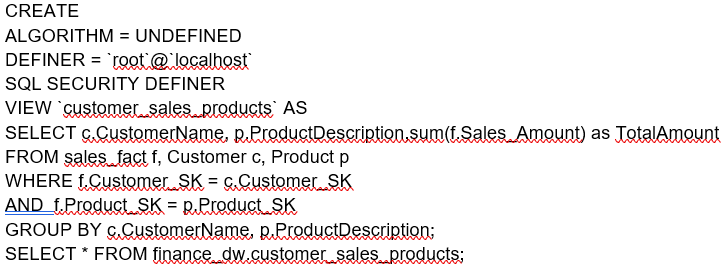 CREATE
ALGORITHM = UNDEFINED
DEFINER = `root`@`localhost`
SQL SECURITY DEFINER
VIEW `customer_sales_products` AS
SELECT c.CustomerName, p.ProductDescription,sum(f.Sales_Amount) as TotalAmount
FROM sales_fact f, Customer c, Product p
WHERE f.Customer_SK = c.Customer_SK
AND f.Product_SK = p.Product_SK
GROUP BY c.CustomerName, p.ProductDescription;
SELECT * FROM finance_dw.customer_sales_products;